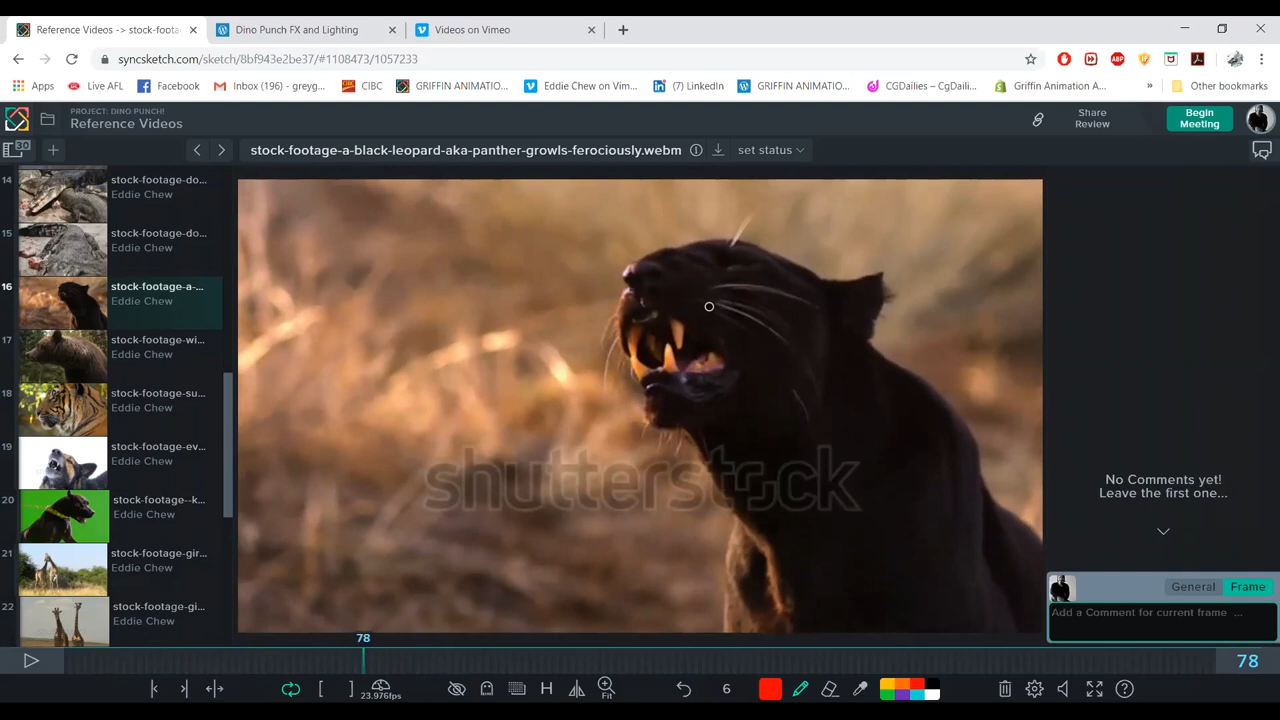 Reference Videos -> stock-foota
Dino Punch FX and Lighting
Videos on Vimeo
syncsketch.com/sketch/8bf943e2be37/#1108473/1057233
Apps
Live AFL
Facebook
Inbox (196) - greyg...
CIBC
GRIFFIN ANIMATIO...
Eddie Chew on Vim...
(7) LinkedIn
GRIFFIN ANIMATIO...
CGDailies – CgDaili...
Griffin Animation A...
»
Other bookmarks
PROJECT: DINO PUNCH!
Reference Videos
Share
Review
Begin
Meeting
30
stock-footage-a-black-leopard-aka-panther-growls-ferociously.webm
set status
14
stock-footage-do...
Eddie Chew
15
stock-footage-do...
Eddie Chew
16
stock-footage-a-...
Eddie Chew
17
stock-footage-wi...
Eddie Chew
18
stock-footage-su...
Eddie Chew
19
stock-footage-ev...
Eddie Chew
20
stock-footage--k...
Eddie Chew
21
stock-footage-gir...
Eddie Chew
22
stock-footage-gi...
Eddie Chew
shutterstock
No Comments yet!
Leave the first one...
General
Frame
Add a Comment for current frame ...
78
78
23.976fps
Fit
6